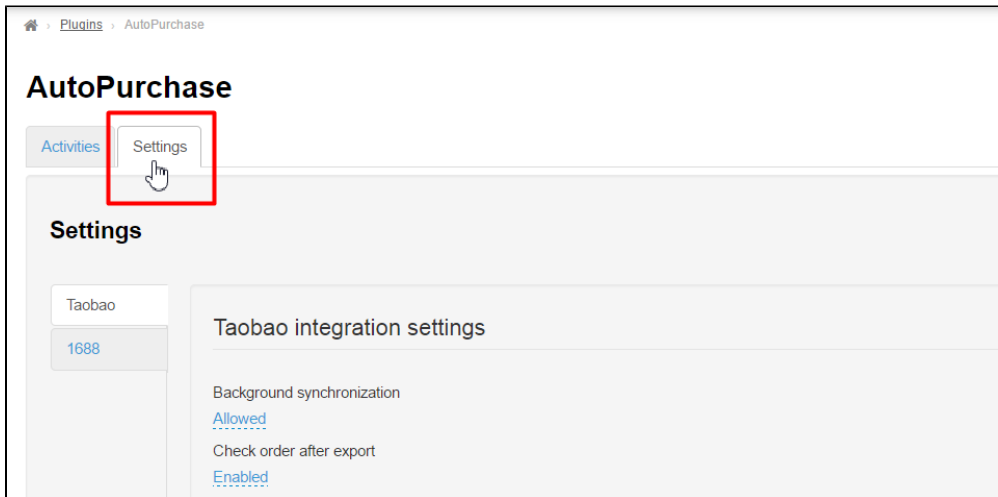 Plugins › AutoPurchase
AutoPurchase
Activities Settings
Settings
Taobao
1688
Taobao integration settings
Background synchronization
Allowed
Check order after export
Enabled